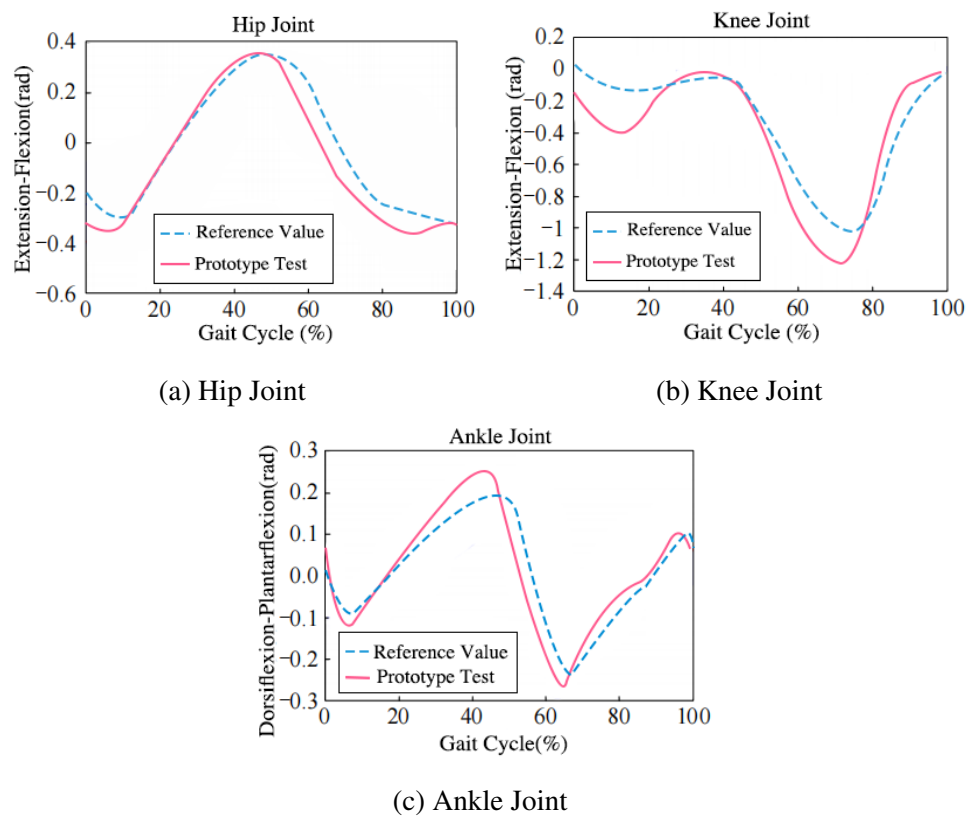 Hip Joint
Extension-Flexion(rad)
0.4
0.2
0
−0.2
−0.4
−0.6
Reference Value
Prototype Test
0 20 40 60 80 100
Gait Cycle (%)
(a) Hip Joint
Knee Joint
Extension-Flexion (rad)
0.2
0
−0.2
−0.4
−0.6
−0.8
−1
−1.2
−1.4
Reference Value
Prototype Test
0 20 40 60 80 100
Gait Cycle (%)
(b) Knee Joint
Ankle Joint
Dorsiflexion-Plantarflexion(rad)
0.3
0.2
0.1
0.0
−0.1
−0.2
−0.3
Reference Value
Prototype Test
0 20 40 60 80 100
Gait Cycle(%)
(c) Ankle Joint